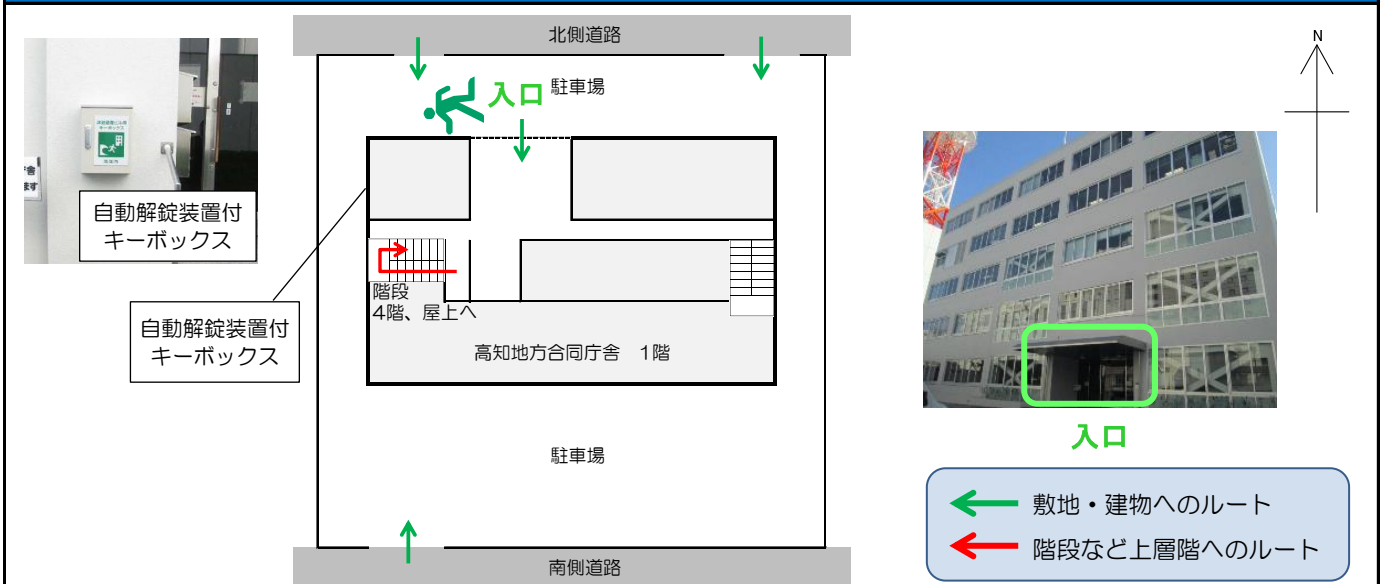 北側道路
駐車場
入口
N
自動解錠装置付
キーボックス
自動解錠装置付
キーボックス
階段
4階、屋上へ
高知地方合同庁舎 1階
駐車場
南側道路
入口
敷地・建物へのルート
階段など上層階へのルート